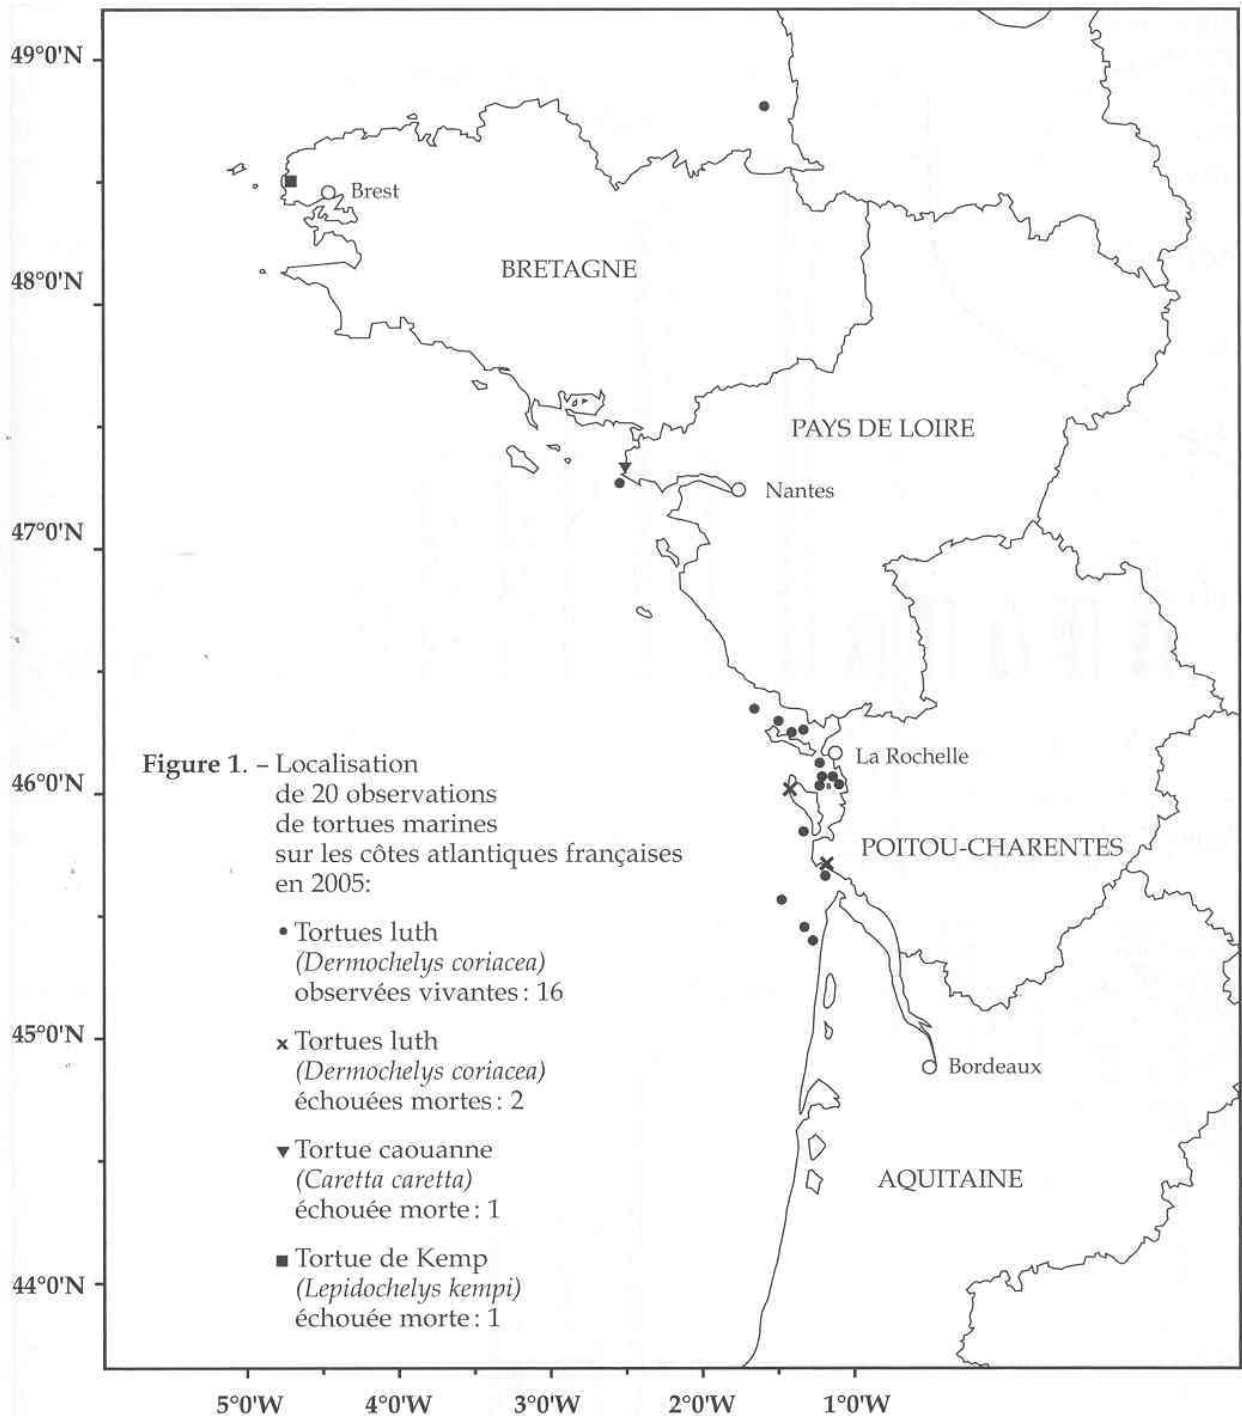 49°0'N
Brest
48°0'N
BRETAGNE
PAYS DE LOIRE
Nantes
47°0'N
La Rochelle
46°0'N
Figure 1. – Localisation
de 20 observations
de tortues marines
sur les côtes atlantiques françaises
en 2005:
POITOU-CHARENTES
Tortues luth
(Dermochelys coriacea)
observées vivantes : 16
45°0'N
Tortues luth
(Dermochelys coriacea)
échouées mortes : 2
Bordeaux
Tortue caouanne
(Caretta caretta)
échouée morte : 1
AQUITAINE
Tortue de Kemp
(Lepidochelys kempi)
échouée morte : 1
44°0'N
5°0'W 4°0'W 3°0'W 2°0'W 1°0'W